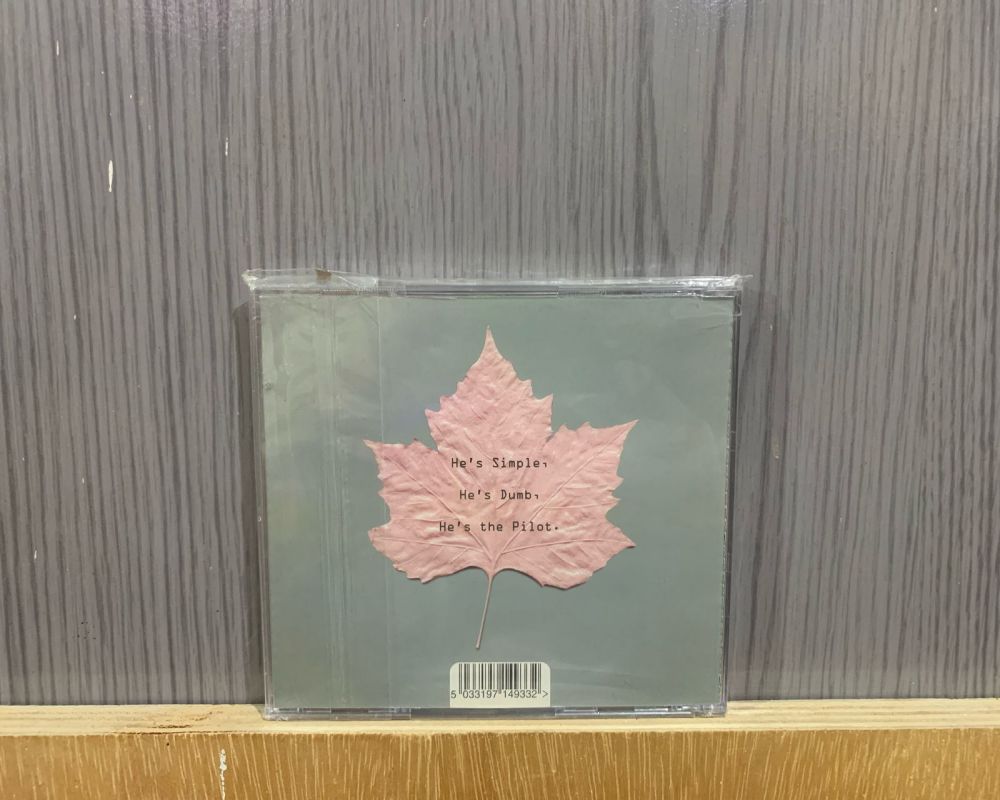 He's Simple,
He's Dumb,
He's the Pilot.
5 033197 149332 >